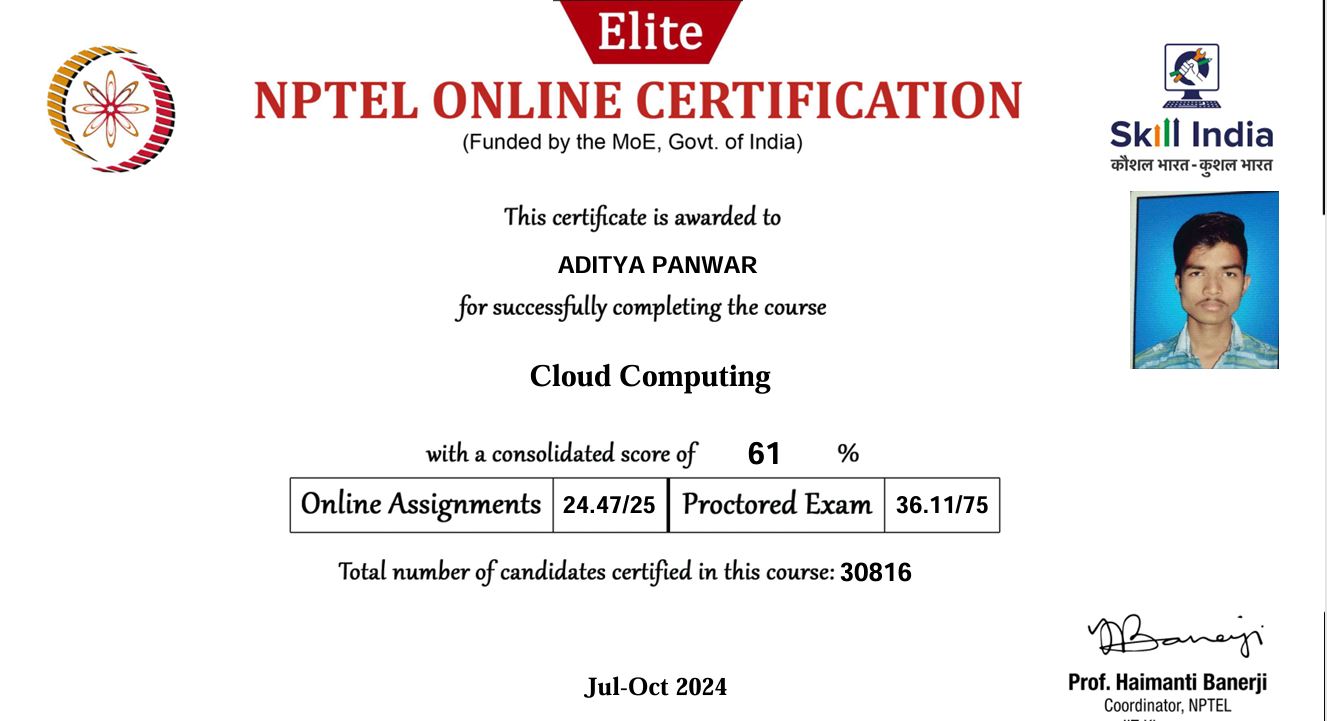 Elite
NPTEL ONLINE CERTIFICATION
(Funded by the MoE, Govt. of India)
Skill India
कौशल भारत - कुशल भारत
This certificate is awarded to
ADITYA PANWAR
for successfully completing the course
Cloud Computing
with a consolidated score of 61 %
Online Assignments 24.47/25 Proctored Exam 36.11/75
Total number of candidates certified in this course: 30816
Jul-Oct 2024
Prof. Haimanti Banerji
Coordinator, NPTEL